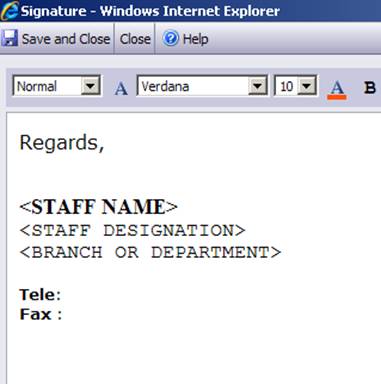 Signature - Windows Internet Explorer
Save and Close Close Help
Normal A Verdana 10 A B
Regards,
<STAFF NAME>
<STAFF DESIGNATION>
<BRANCH OR DEPARTMENT>
Tele:
Fax :